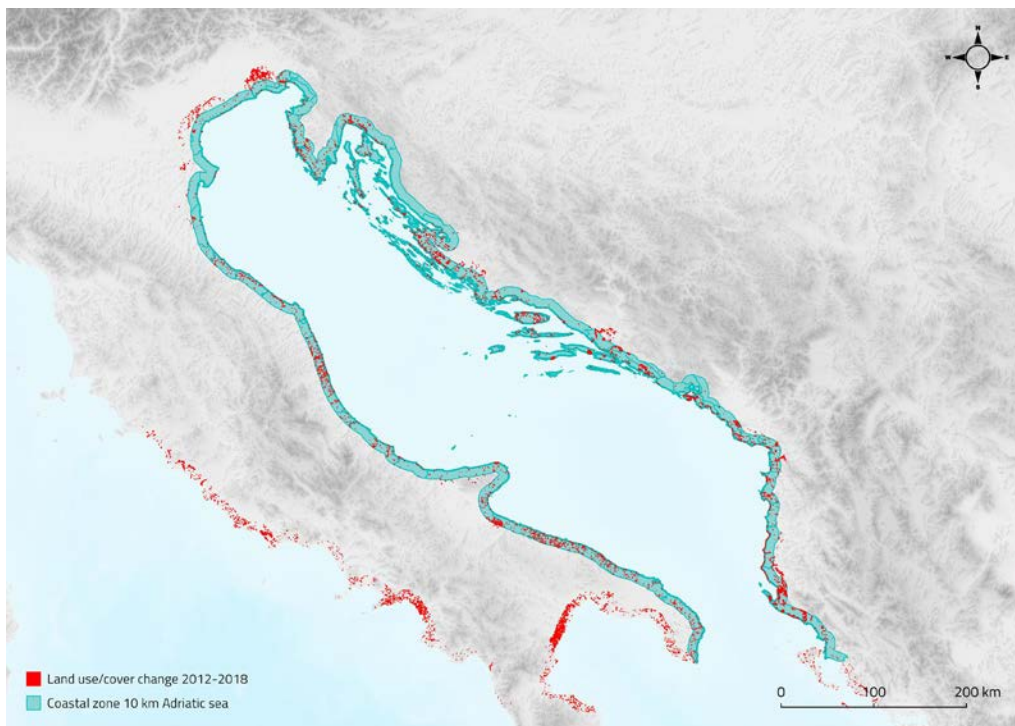 N
W E
S
Land use/cover change 2012-2018
Coastal zone 10 km Adriatic sea
0 100 200 km